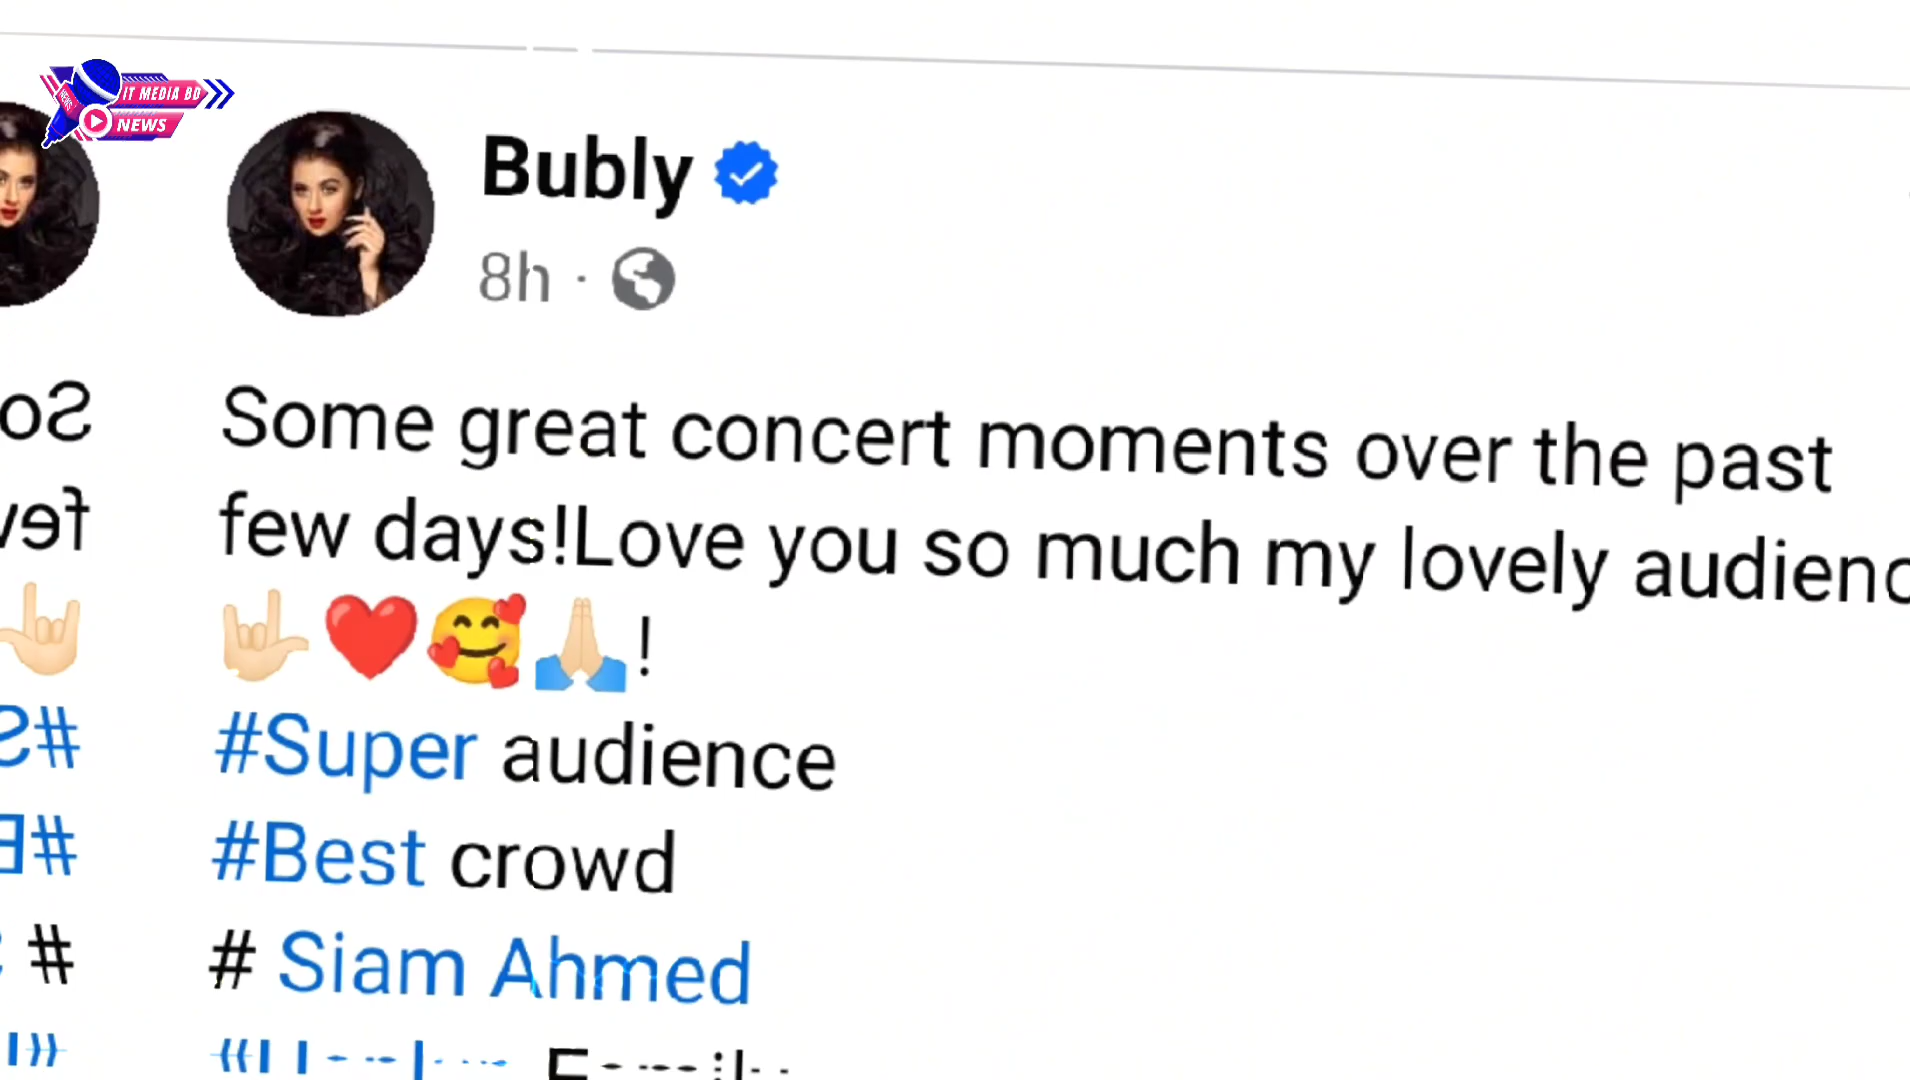 IT MEDIA BD
NEWS
NEWS
Bubly
8h ·
Some great concert moments over the past
few days!Love you so much my lovely audienc
🤟🏻❤️🥰🙏🏻!
#Super audience
#Best crowd
# Siam Ahmed